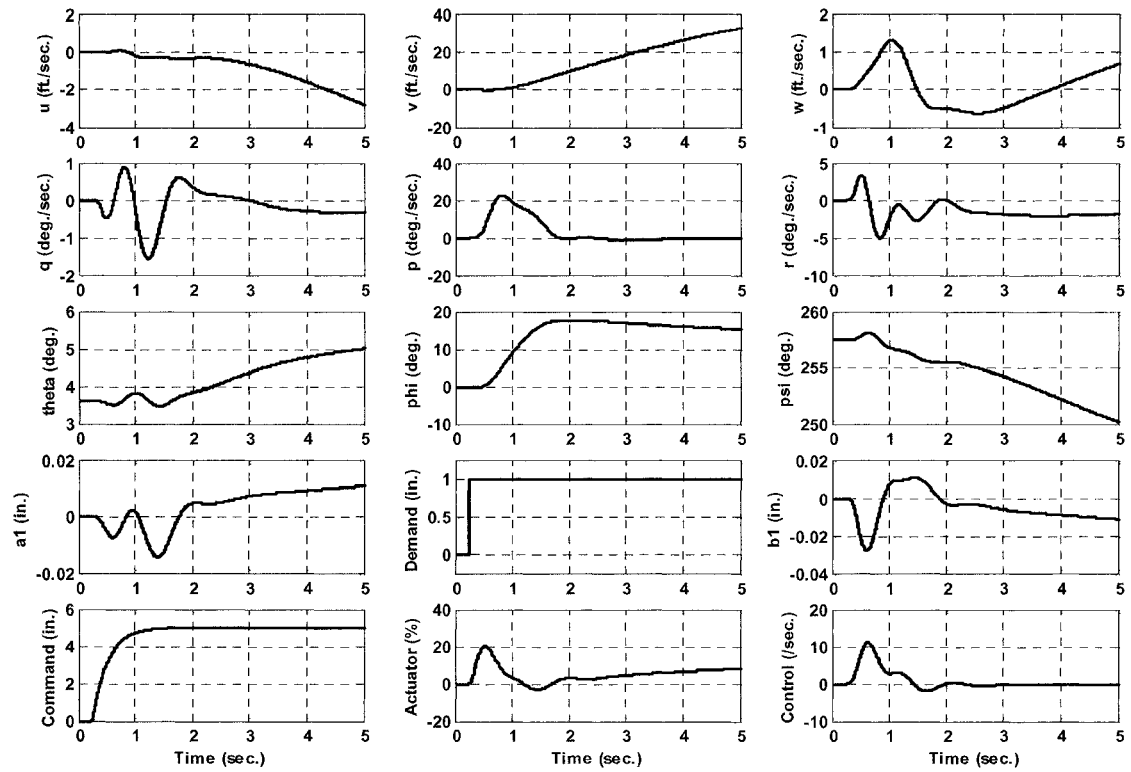 u (ft./sec.)
2
0
-2
-4
0 1 2 3 4 5
v (ft./sec.)
40
20
0
20
0 1 2 3 4 5
w (ft./sec.)
2
1
0
-1
0 1 2 3 4 5
q (deg./sec.)
1
0
-1
-2
0 1 2 3 4 5
p (deg./sec.)
40
20
0
-20
0 1 2 3 4 5
r (deg./sec.)
5
0
-5
-10
0 1 2 3 4 5
theta (deg.)
6
5
4
3
0 1 2 3 4 5
phi (deg.)
20
10
0
-10
0 1 2 3 4 5
psi (deg.)
260
255
250
0 1 2 3 4 5
a1 (in.)
0.02
0
-0.02
0 1 2 3 4 5
Demand (in.)
1
0.5
0
0 1 2 3 4 5
b1 (in.)
0.02
0
-0.02
-0.04
0 1 2 3 4 5
Command (in.)
6
4
2
0
0 1 2 3 4 5
Time (sec.)
Actuator (%)
40
20
0
-20
0 1 2 3 4 5
Time (sec.)
Control (/sec.)
20
10
0
-10
0 1 2 3 4 5
Time (sec.)